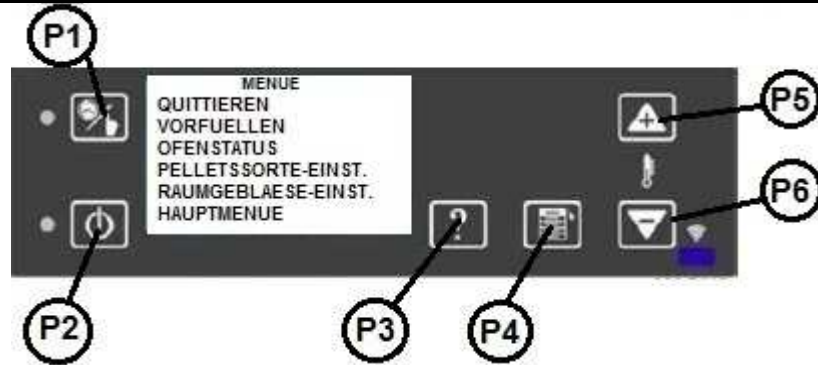 P1
MENUE
QUITTIEREN
VORFUELLEN
OFENSTATUS
PELLETSSORTE-EINST.
RAUMGEBLAESE-EINST.
HAUPTMENUE
P5
P6
P2
P3
P4
?
+
−